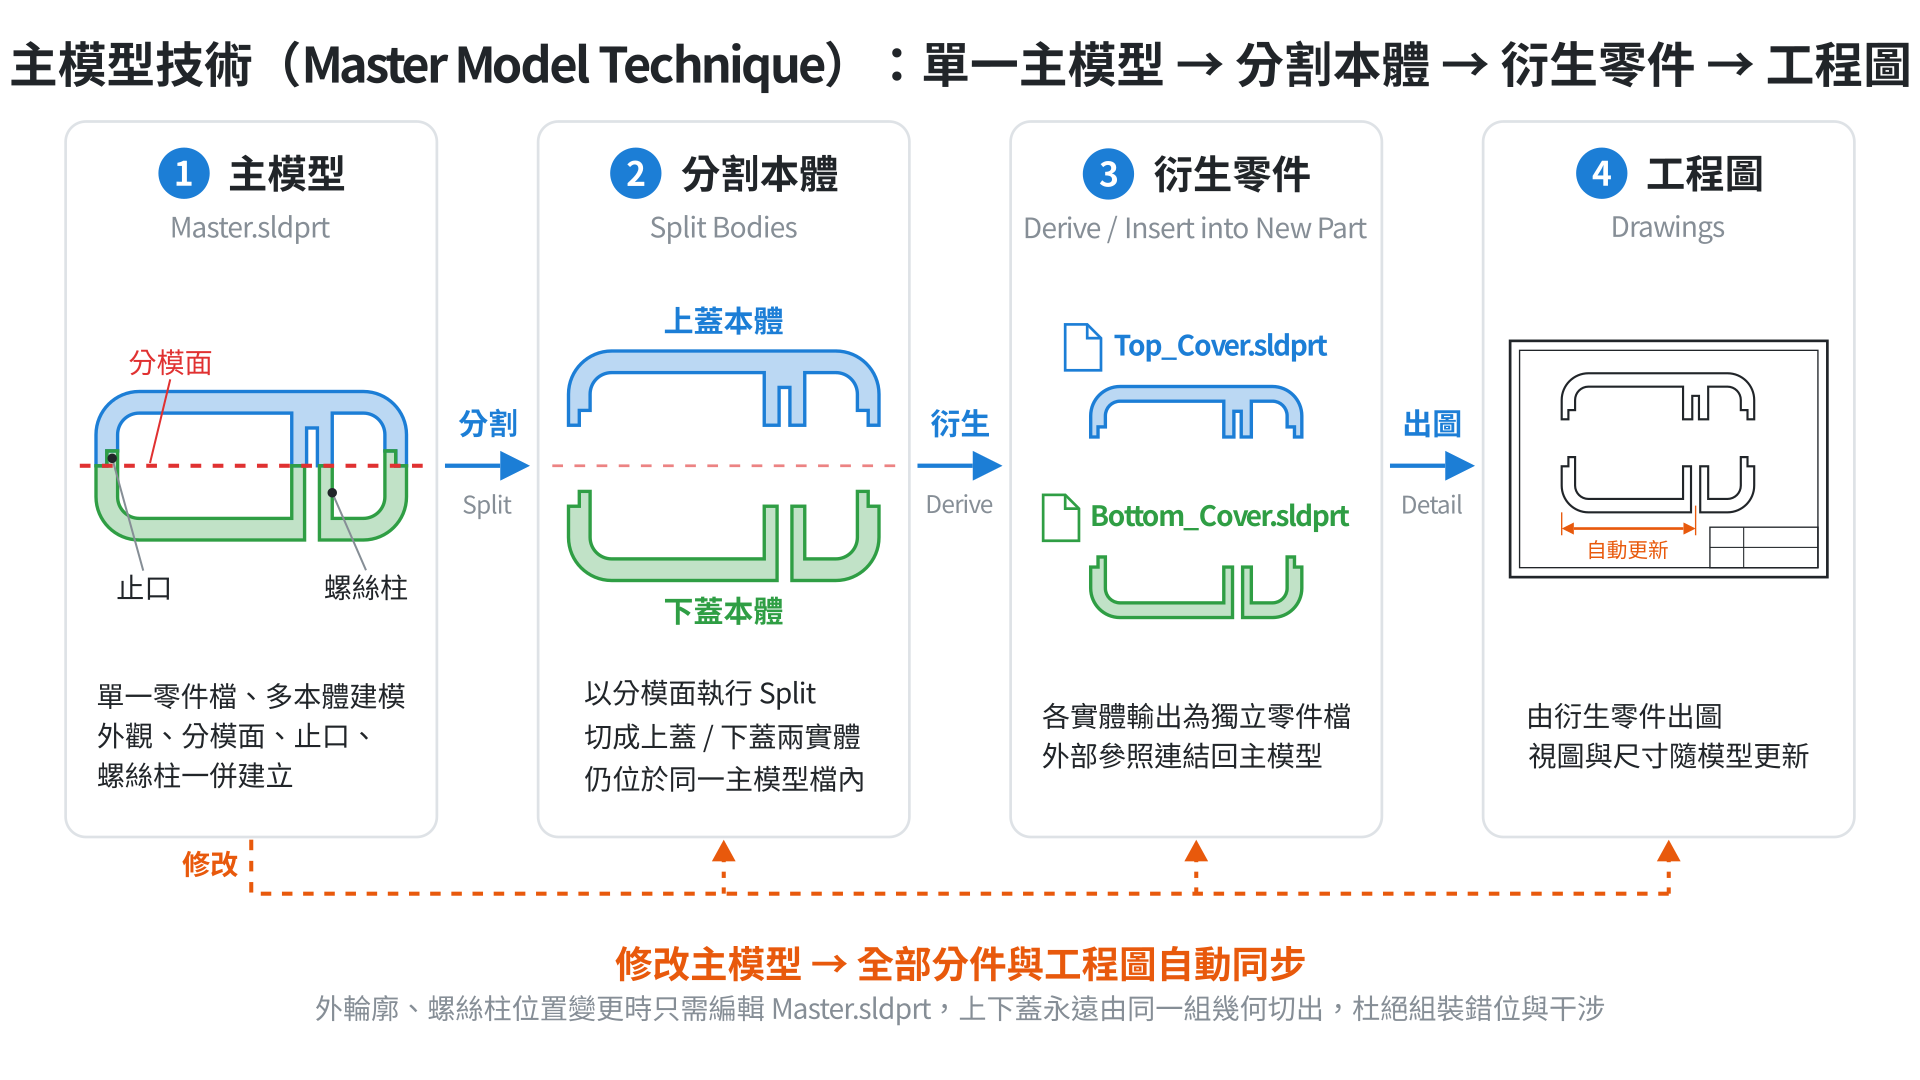 主模型技術（Master Model Technique）：單一主模型 → 分割本體 → 衍生零件 → 工程圖
1 主模型
Master.sldprt
分模面
止口
螺絲柱
單一零件檔、多本體建模
外觀、分模面、止口、
螺絲柱一併建立
分割
Split
2 分割本體
Split Bodies
上蓋本體
下蓋本體
以分模面執行 Split
切成上蓋 / 下蓋兩實體
仍位於同一主模型檔內
衍生
Derive
3 衍生零件
Derive / Insert into New Part
Top_Cover.sldprt
Bottom_Cover.sldprt
各實體輸出為獨立零件檔
外部參照連結回主模型
出圖
Detail
4 工程圖
Drawings
自動更新
由衍生零件出圖
視圖與尺寸隨模型更新
修改
修改主模型 → 全部分件與工程圖自動同步
外輪廓、螺絲柱位置變更時只需編輯 Master.sldprt，上下蓋永遠由同一組幾何切出，杜絕組裝錯位與干涉